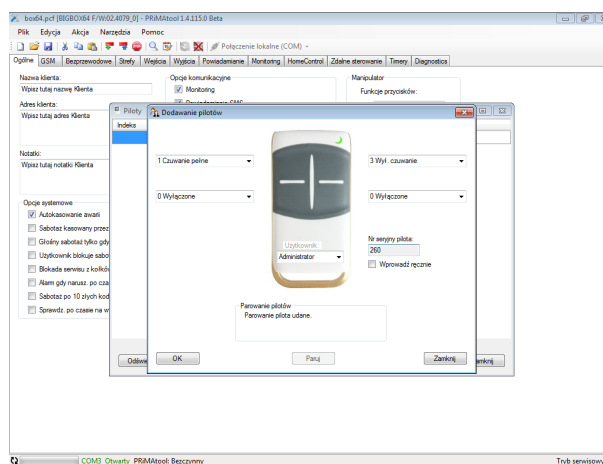 box64.pcf [BIGBOX64 F/W:02.4079_0] - PRiMAtool 1.4.115.0 Beta
Plik Edycja Akcja Narzędzia Pomoc
Połączenie lokalne (COM)
Ogólne GSM Bezprzewodowe Strefy Wejścia Wyjścia Powiadamianie Monitoring HomeControl Zdalne sterowanie Timery Diagnostics
Nazwa klienta: Opcje komunikacyjne Manipulator
Wpisz tutaj nazwę Klienta Monitoring Funkcje przycisków:
Adres klienta:
Wpisz tutaj adres Klienta Piloty Dodawanie pilotów
Indeks
Notatki:
Wpisz tutaj notatki Klienta
1 Czuwanie pełne 3 Wył. czuwanie
0 Wyłączone 0 Wyłączone
Opcje systemowe
Autokasowanie awarii
Sabotaż kasowany przez
Głośny sabotaż tylko gdy
Użytkownik blokuje sabo
Blokada serwisu z kołków
Alarm gdy narusz. po cza
Sabotaż po 10 złych kod
Sprawdz. po czasie na w
Użytkownik:
Administrator
Nr seryjny pilota:
260
Wprowadź ręcznie
Parowanie pilotów
Parowanie pilota udane.
Odśwież OK Paruj Zamknij amknij
COM3 Otwarty PRiMAtool: Bezczynny Tryb serwisowy